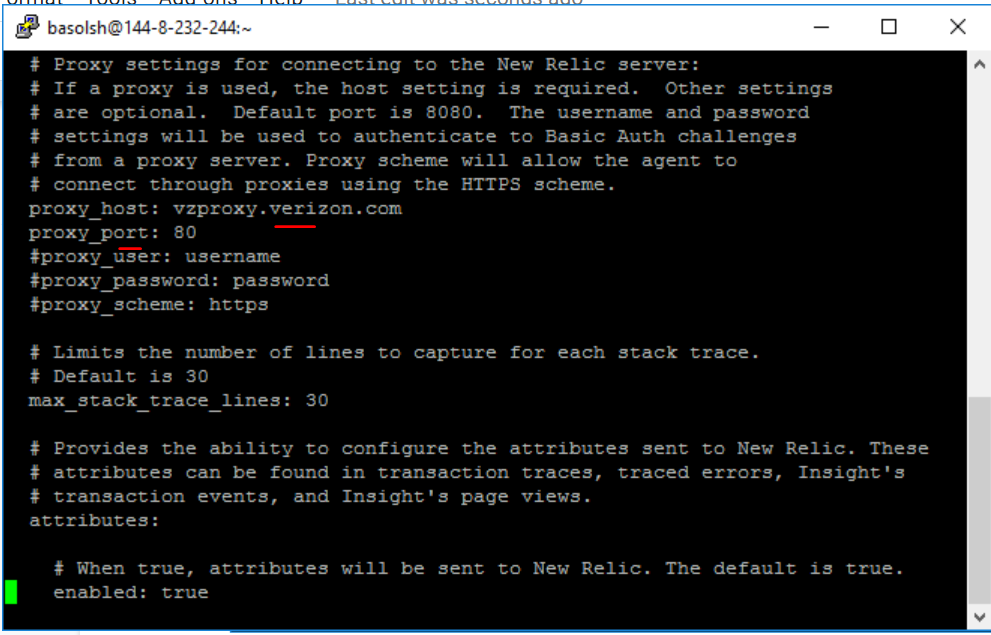 ormat Tools Add-ons Help Last edit was seconds ago
basolsh@144-8-232-244:~
# Proxy settings for connecting to the New Relic server:
# If a proxy is used, the host setting is required.  Other settings
# are optional.  Default port is 8080.  The username and password
# settings will be used to authenticate to Basic Auth challenges
# from a proxy server. Proxy scheme will allow the agent to
# connect through proxies using the HTTPS scheme.
proxy_host: vzproxy.verizon.com
proxy_port: 80
#proxy_user: username
#proxy_password: password
#proxy_scheme: https
# Limits the number of lines to capture for each stack trace.
# Default is 30
max_stack_trace_lines: 30
# Provides the ability to configure the attributes sent to New Relic. These
# attributes can be found in transaction traces, traced errors, Insight's
# transaction events, and Insight's page views.
attributes:
# When true, attributes will be sent to New Relic. The default is true.
enabled: true